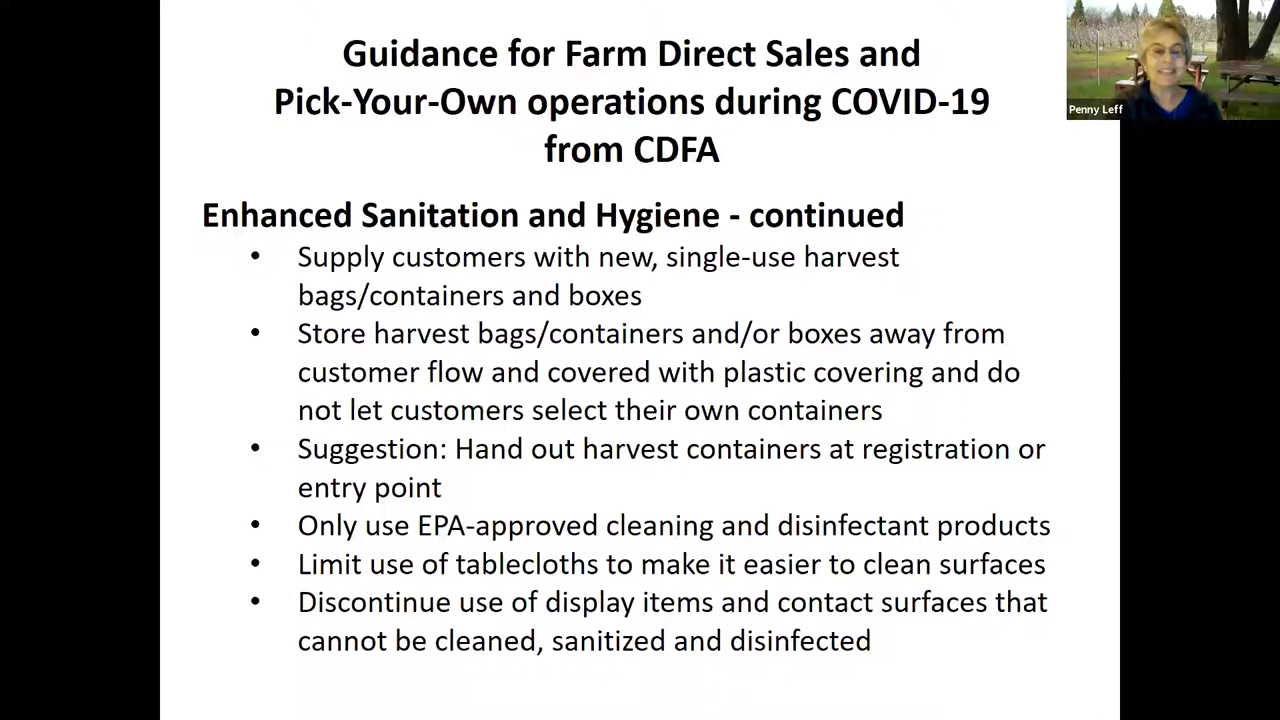 Guidance for Farm Direct Sales and
Pick-Your-Own operations during COVID-19
from CDFA
Penny Leff
Enhanced Sanitation and Hygiene - continued
• Supply customers with new, single-use harvest
bags/containers and boxes
• Store harvest bags/containers and/or boxes away from
customer flow and covered with plastic covering and do
not let customers select their own containers
• Suggestion: Hand out harvest containers at registration or
entry point
• Only use EPA-approved cleaning and disinfectant products
• Limit use of tablecloths to make it easier to clean surfaces
• Discontinue use of display items and contact surfaces that
cannot be cleaned, sanitized and disinfected